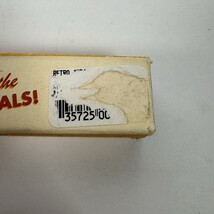 the
ALS!
RETRO
35725 00